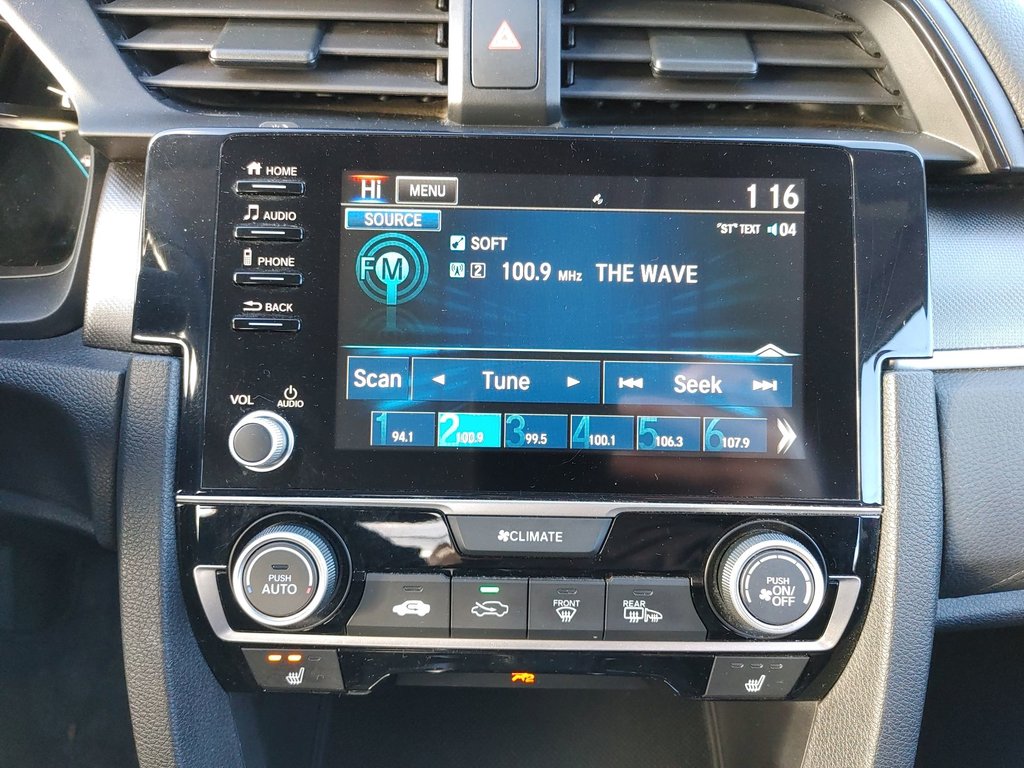 HOME
Hi MENU 1 16
SOURCE
AUDIO
"ST" TEXT 04
SOFT
FM
PHONE
2 100.9 MHz THE WAVE
BACK
Scan Tune Seek
VOL AUDIO
1 94.1 2 100.9 3 99.5 4 100.1 5 106.3 6 107.9
CLIMATE
PUSH AUTO
FRONT
REAR
PUSH ON/ OFF